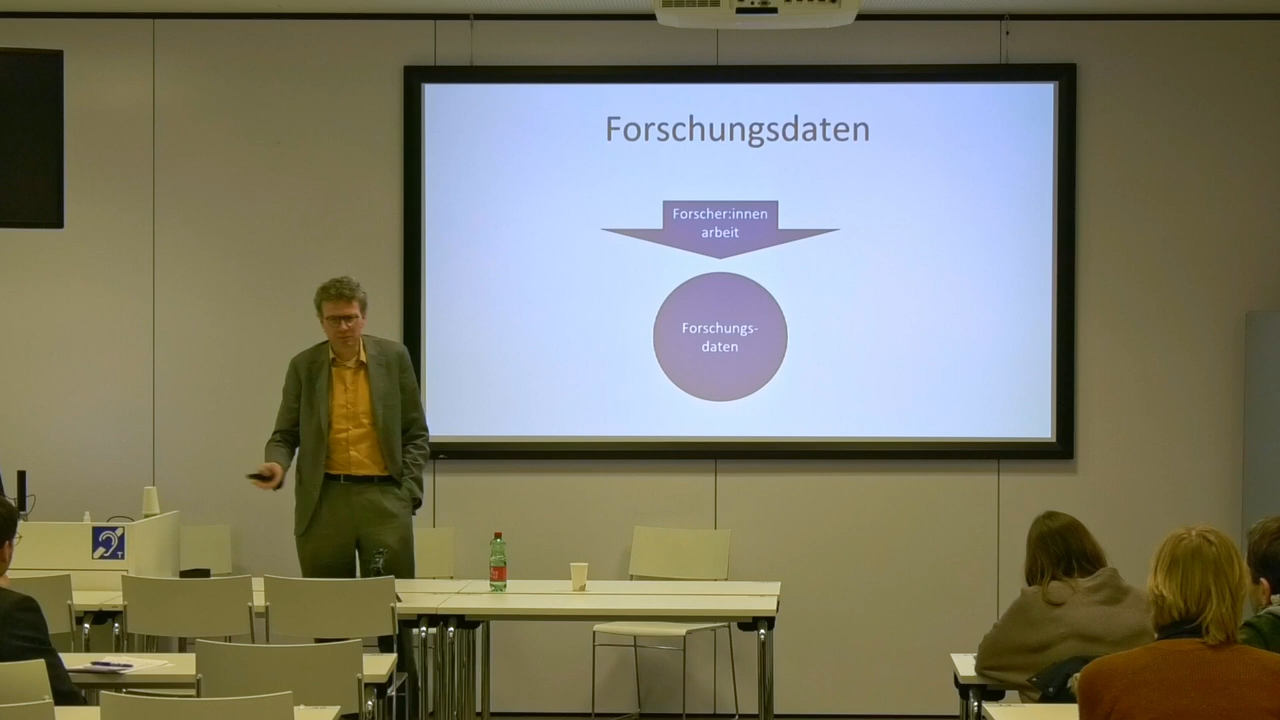 Forschungsdaten
Forscher:innen
arbeit
Forschungs-
daten
T